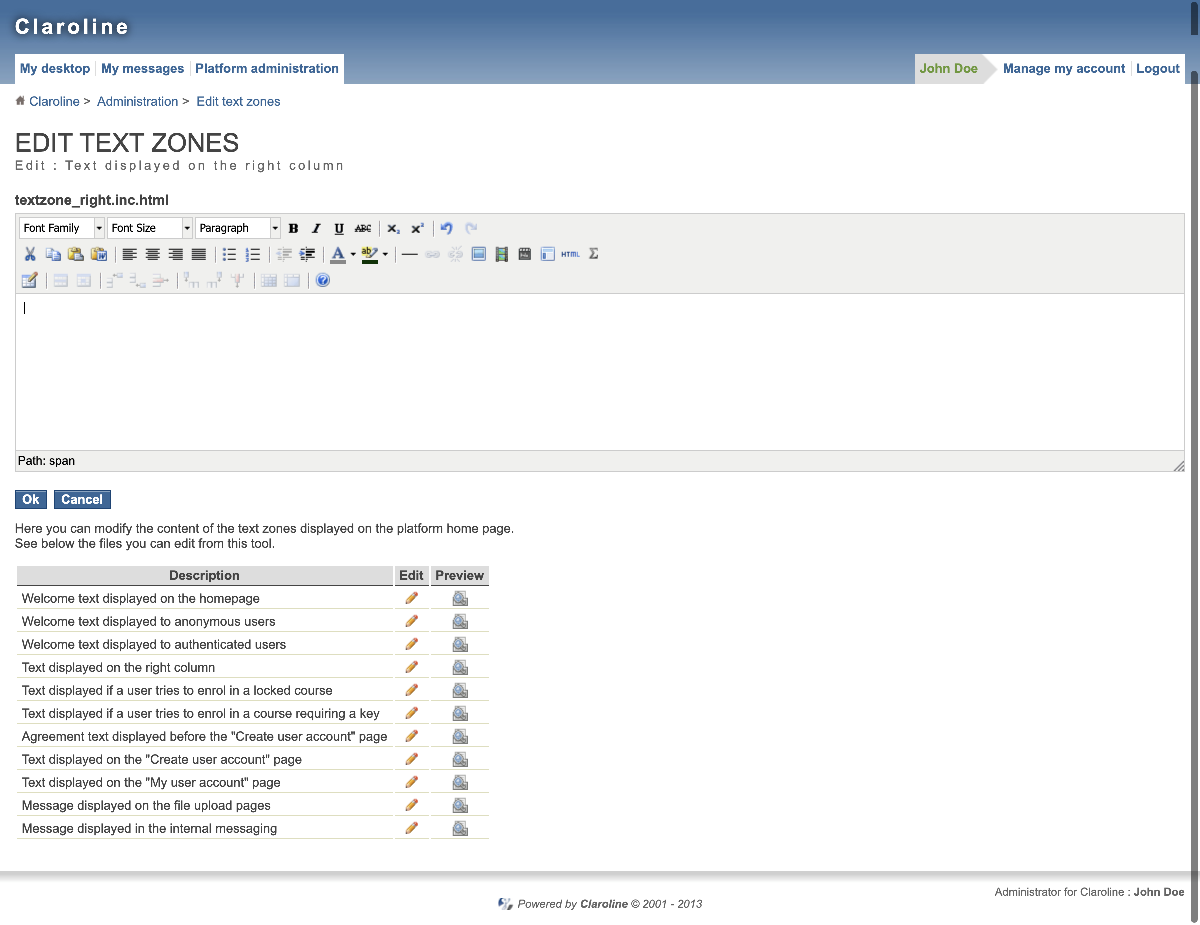 Claroline
My desktop My messages Platform administration John Doe Manage my account Logout
Claroline > Administration > Edit text zones
EDIT TEXT ZONES
Edit : Text displayed on the right column
textzone_right.inc.html
Font Family Font Size Paragraph B I U ABC x₂ x²
A ab HTML Σ
Path: span
Ok Cancel
Here you can modify the content of the text zones displayed on the platform home page.
See below the files you can edit from this tool.
Description Edit Preview
Welcome text displayed on the homepage
Welcome text displayed to anonymous users
Welcome text displayed to authenticated users
Text displayed on the right column
Text displayed if a user tries to enrol in a locked course
Text displayed if a user tries to enrol in a course requiring a key
Agreement text displayed before the "Create user account" page
Text displayed on the "Create user account" page
Text displayed on the "My user account" page
Message displayed on the file upload pages
Message displayed in the internal messaging
Administrator for Claroline : John Doe
Powered by Claroline © 2001 - 2013